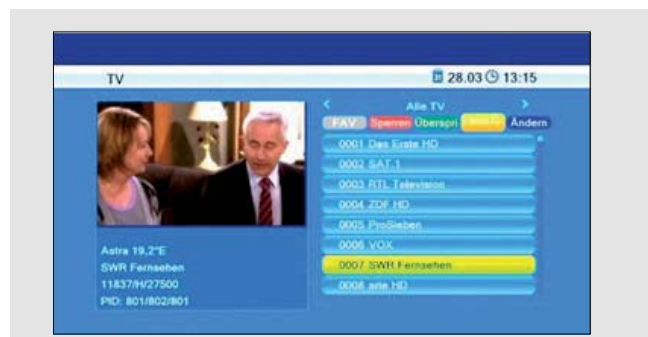 TV 28.03 13:15
Alle TV
FAV Sperren Überspri Ändern
0001 Das Erste HD
0002 SAT.1
0003 RTL Television
0004 ZDF HD
0005 ProSieben
0006 VOX
0007 SWR Fernsehen
0008 arte HD
Astra 19,2°E
SWR Fernsehen
11837/H/27500
PID: 801/802/801